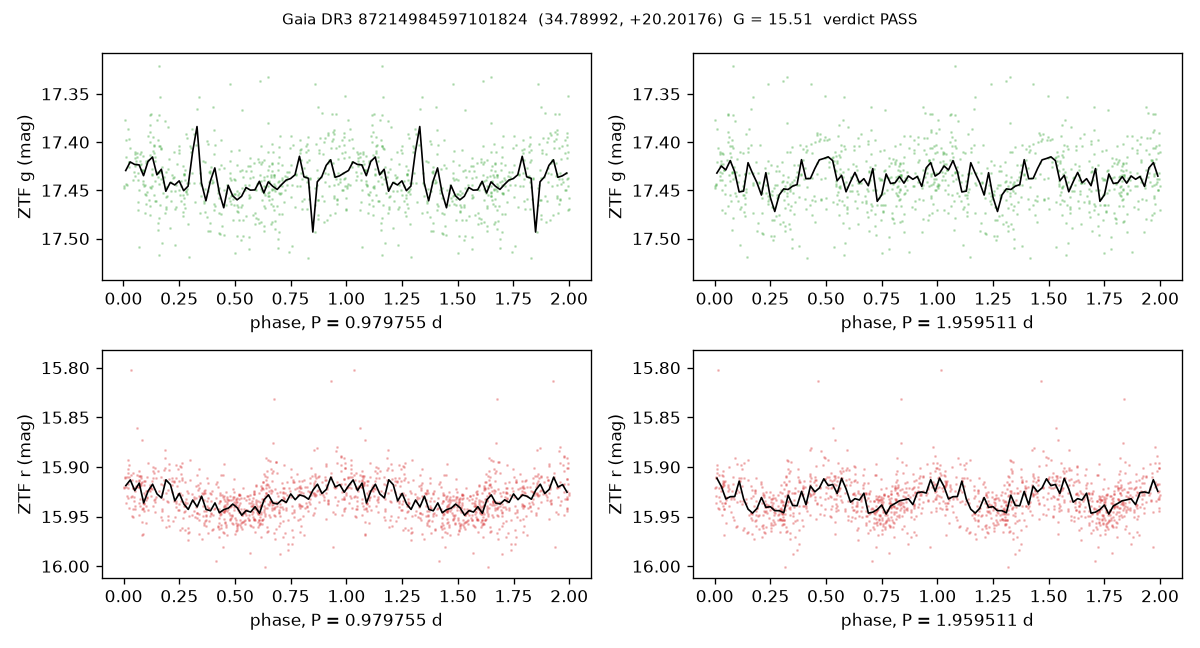 Gaia DR3 87214984597101824 (34.78992, +20.20176) G = 15.51 verdict PASS
ZTF g (mag)
17.35
17.40
17.45
17.50
0.00 0.25 0.50 0.75 1.00 1.25 1.50 1.75 2.00
phase, P = 0.979755 d
ZTF g (mag)
17.35
17.40
17.45
17.50
0.00 0.25 0.50 0.75 1.00 1.25 1.50 1.75 2.00
phase, P = 1.959511 d
ZTF r (mag)
15.80
15.85
15.90
15.95
16.00
0.00 0.25 0.50 0.75 1.00 1.25 1.50 1.75 2.00
phase, P = 0.979755 d
ZTF r (mag)
15.80
15.85
15.90
15.95
16.00
0.00 0.25 0.50 0.75 1.00 1.25 1.50 1.75 2.00
phase, P = 1.959511 d